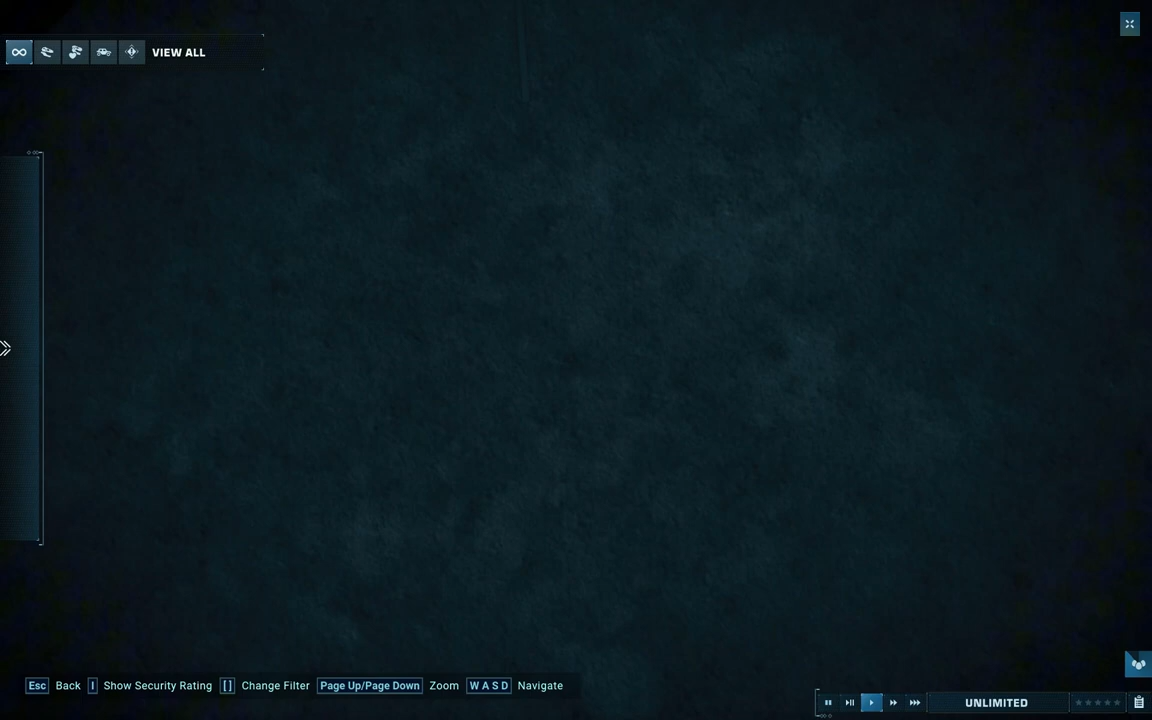 VIEW ALL
Esc Back I Show Security Rating [ ] Change Filter Page Up/Page Down Zoom W A S D Navigate
UNLIMITED